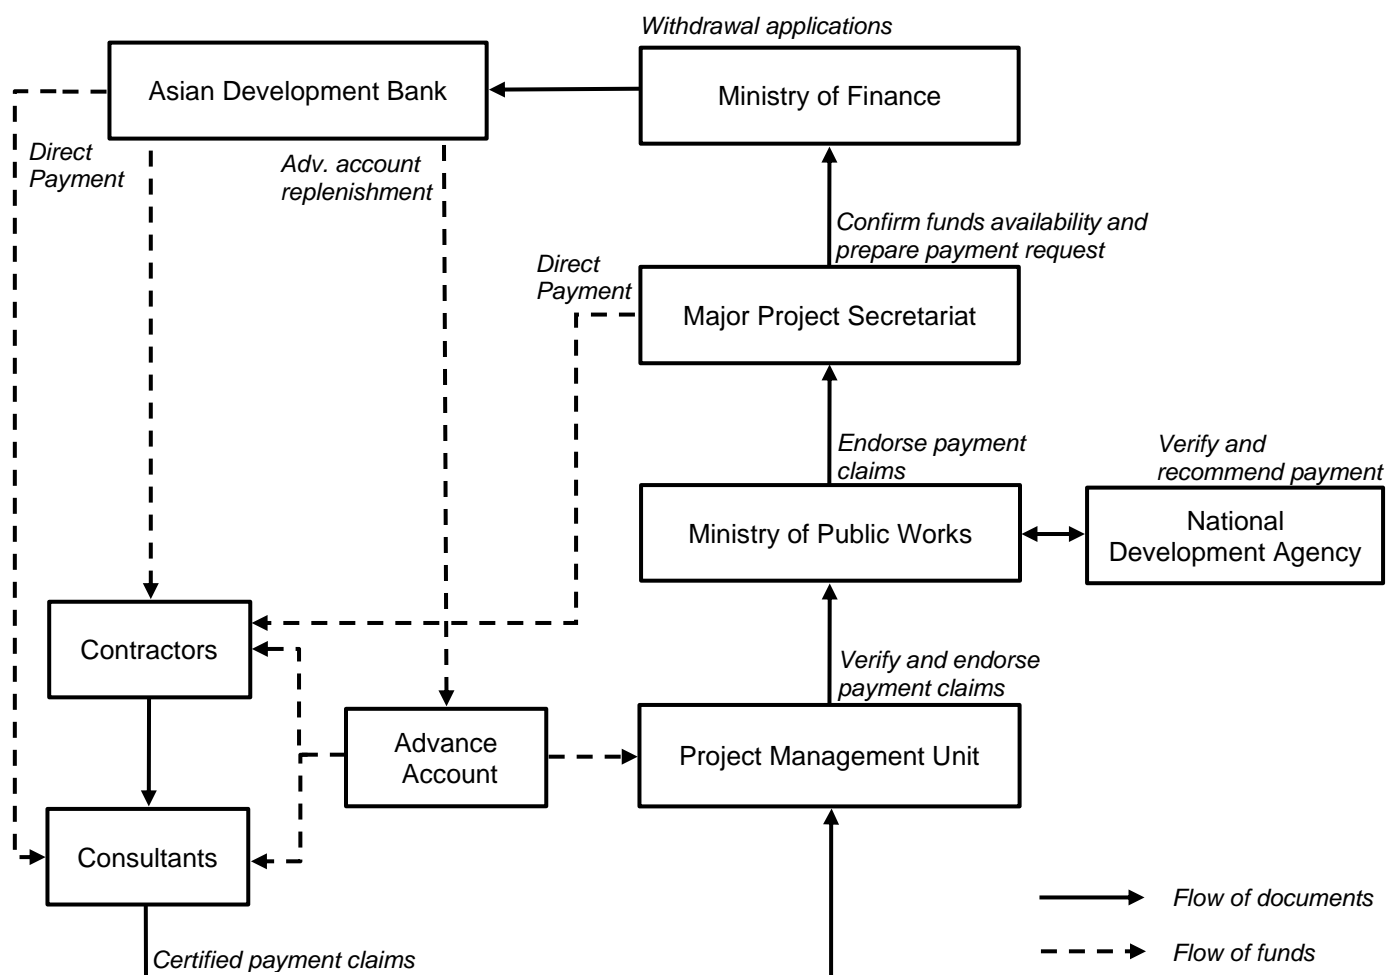 Withdrawal applications
Asian Development Bank
Ministry of Finance
Direct
Payment
Adv. account
replenishment
Confirm funds availability and
prepare payment request
Direct
Payment
Major Project Secretariat
Endorse payment
claims
Verify and
recommend payment
Ministry of Public Works
National
Development Agency
Contractors
Verify and endorse
payment claims
Advance
Account
Project Management Unit
Consultants
Flow of documents
Certified payment claims
Flow of funds